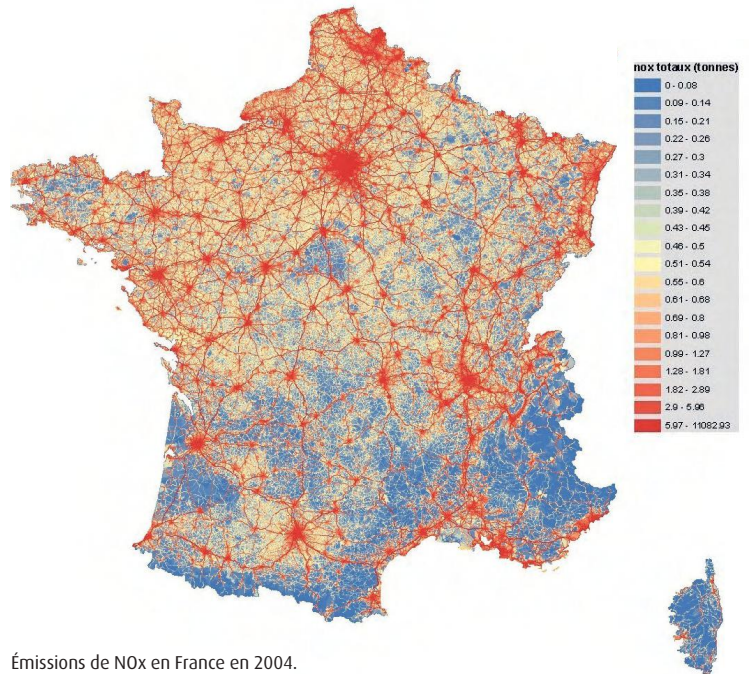 nox totaux (tonnes)
0 - 0.08
0.09 - 0.14
0.15 - 0.21
0.22 - 0.26
0.27 - 0.3
0.31 - 0.34
0.35 - 0.38
0.39 - 0.42
0.43 - 0.45
0.46 - 0.5
0.51 - 0.54
0.55 - 0.6
0.61 - 0.68
0.69 - 0.8
0.81 - 0.98
0.99 - 1.27
1.28 - 1.81
1.82 - 2.89
2.9 - 5.96
5.97 - 11082.93
Émissions de NOx en France en 2004.